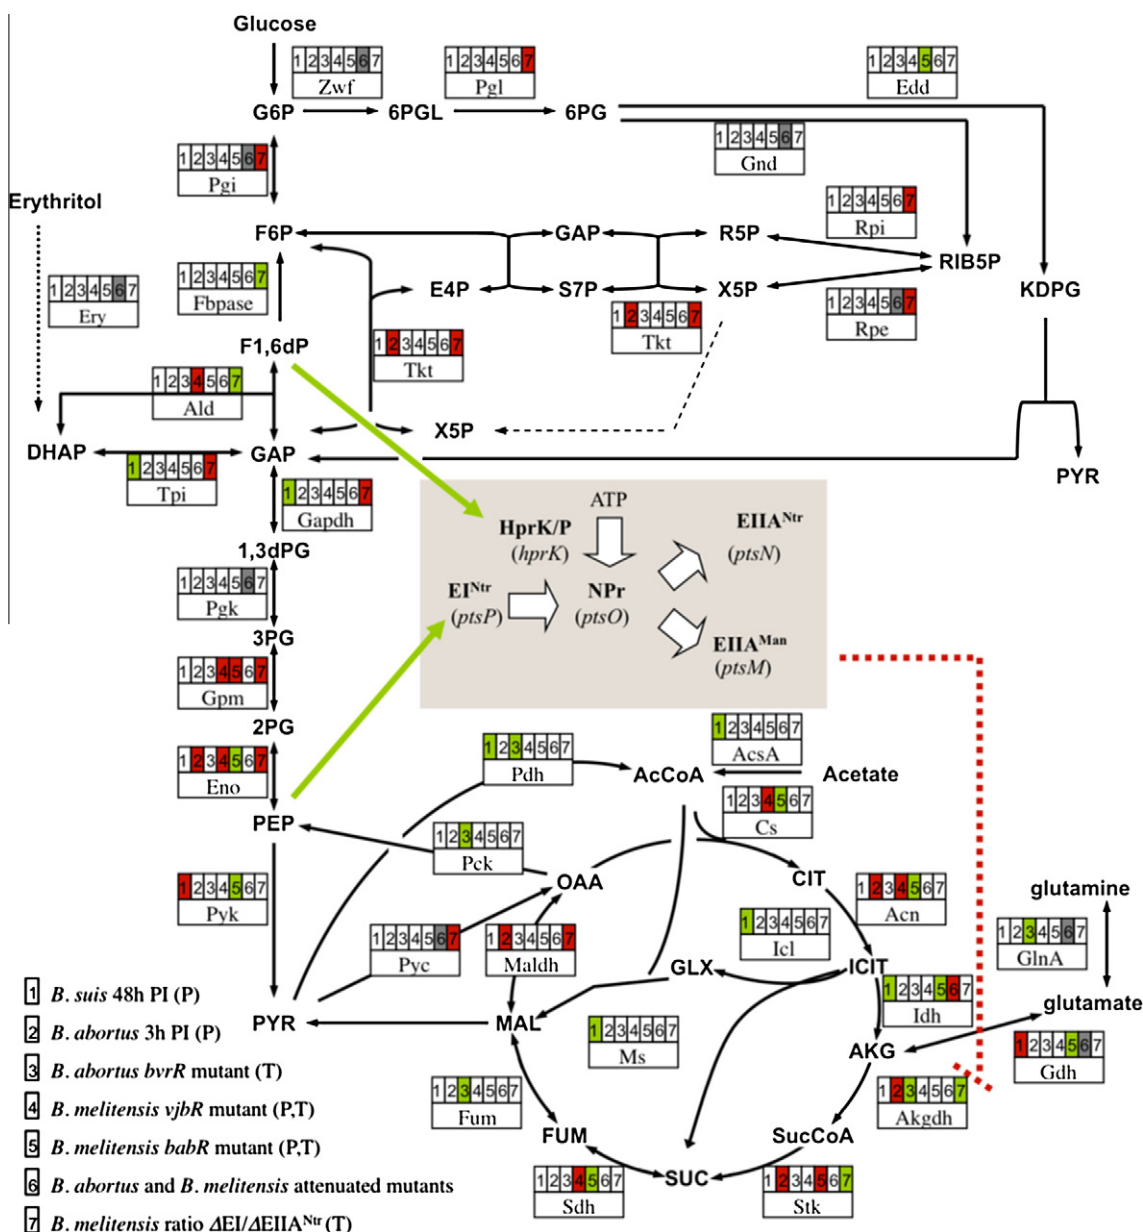 Glucose
1234567
Zwf
1234567
Pgl
1234567
Edd
G6P
6PGL
6PG
1234567
Gnd
1234567
Pgi
Erythritol
1234567
Rpi
F6P
GAP
R5P
RIB5P
1234567
Fbpase
1234567
Ery
E4P
S7P
X5P
KDPG
1234567
Rpe
F1,6dP
1234567
Tkt
1234567
Tkt
1234567
Ald
X5P
DHAP
GAP
1234567
Tpi
PYR
1234567
Gapdh
ATP
HprK/P
(hprK)
EIIA^Ntr
(ptsN)
1,3dPG
1234567
Pgk
EI^Ntr
(ptsP)
NPr
(ptsO)
3PG
EIIA^Man
(ptsM)
1234567
Gpm
2PG
1234567
Eno
1234567
Pdh
1234567
AcsA
AcCoA
Acetate
1234567
Cs
PEP
1234567
Pck
OAA
CIT
1234567
Pyk
1234567
Acn
glutamine
1234567
Icl
1234567
GlnA
1234567
Pyc
1234567
Maldh
GLX
ICIT
1234567
Idh
glutamate
PYR
MAL
1234567
Ms
AKG
1234567
Gdh
1234567
Fum
1234567
Akgdh
FUM
SucCoA
SUC
1234567
Sdh
1234567
Stk
1 B. suis 48h PI (P)
2 B. abortus 3h PI (P)
3 B. abortus bvrR mutant (T)
4 B. melitensis vjbR mutant (P,T)
5 B. melitensis babR mutant (P,T)
6 B. abortus and B. melitensis attenuated mutants
7 B. melitensis ratio ΔEI/ΔEIIA^Ntr (T)